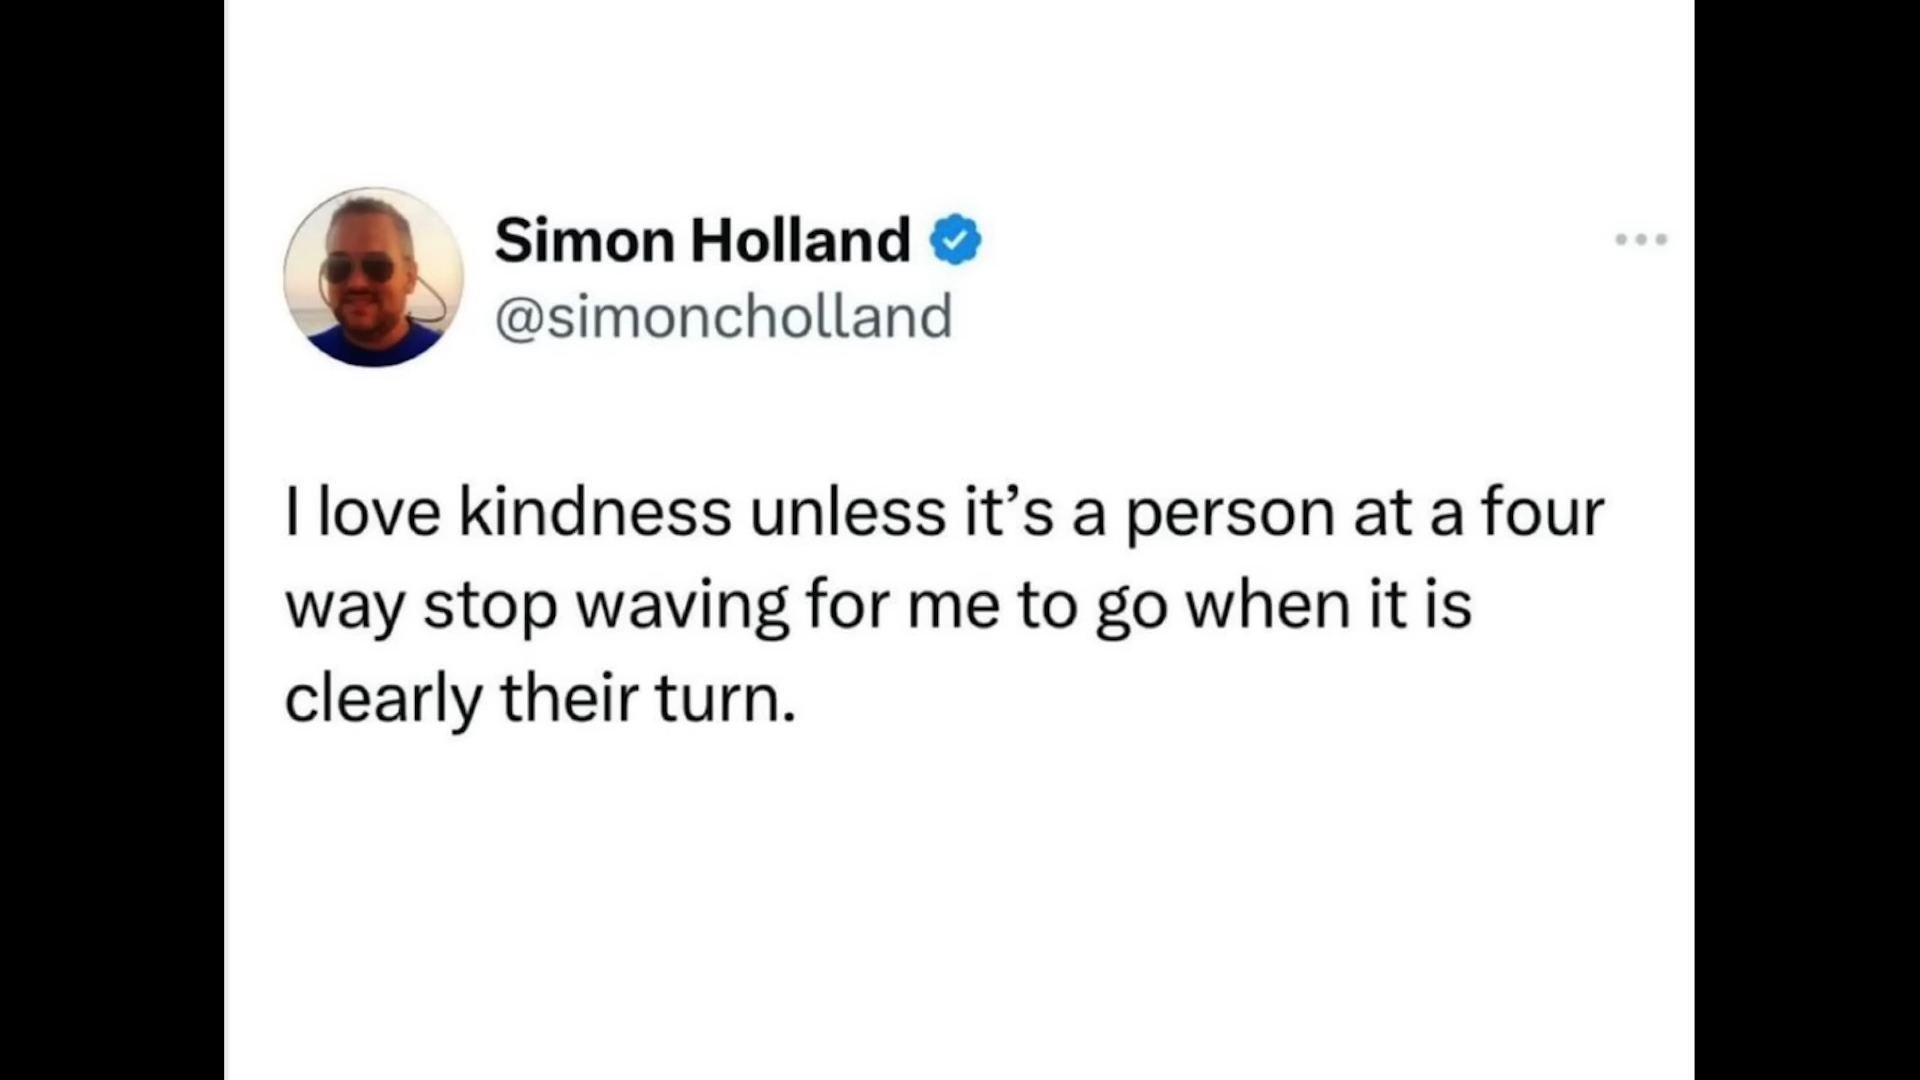 Simon Holland
@simoncholland
I love kindness unless it’s a person at a four
way stop waving for me to go when it is
clearly their turn.